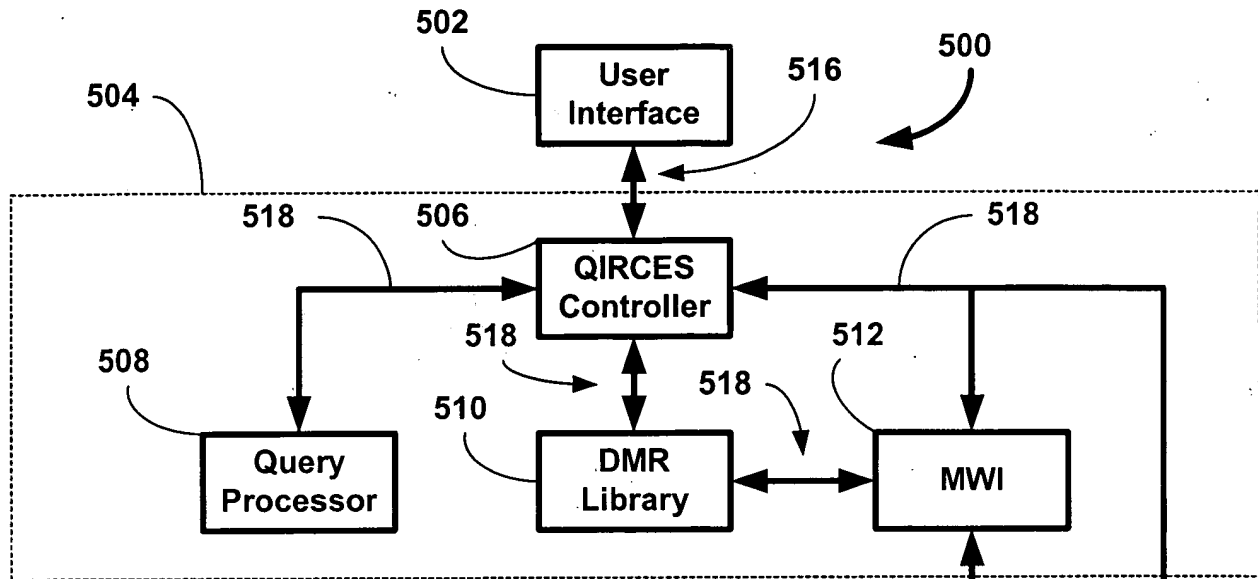 502
User
Interface
516
500
504
518
506
518
QIRCES
Controller
518
512
508
518
510
Query
Processor
DMR
Library
MWI